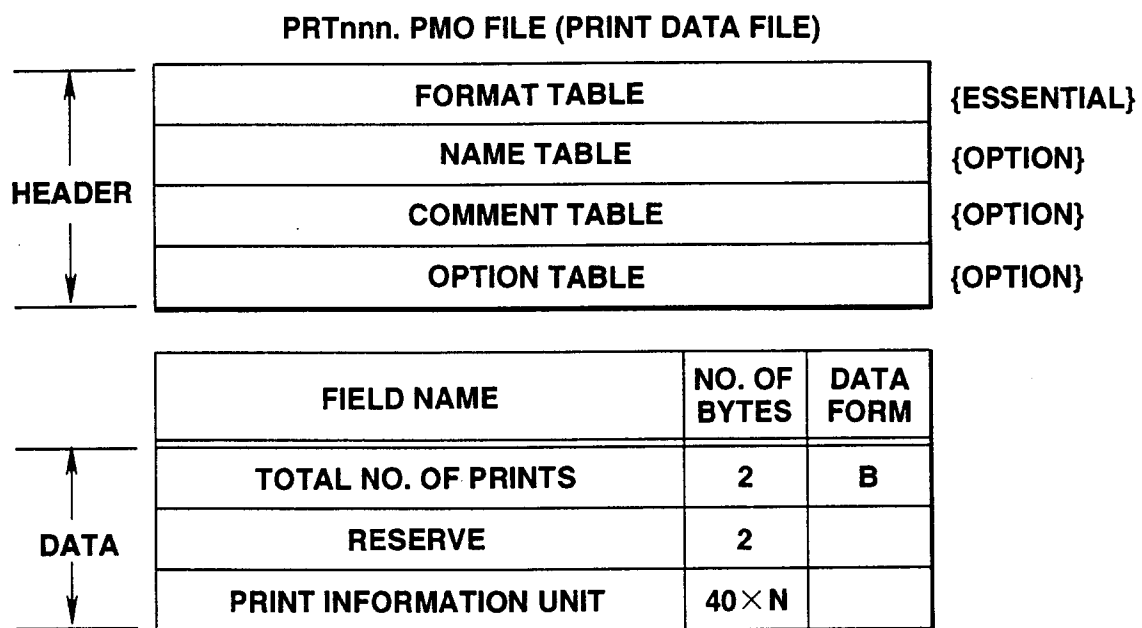 PRTnnn. PMO FILE (PRINT DATA FILE)
FORMAT TABLE {ESSENTIAL}
NAME TABLE {OPTION}
HEADER
COMMENT TABLE {OPTION}
OPTION TABLE {OPTION}
FIELD NAME NO. OF BYTES DATA FORM
TOTAL NO. OF PRINTS 2 B
DATA RESERVE 2
PRINT INFORMATION UNIT 40×N